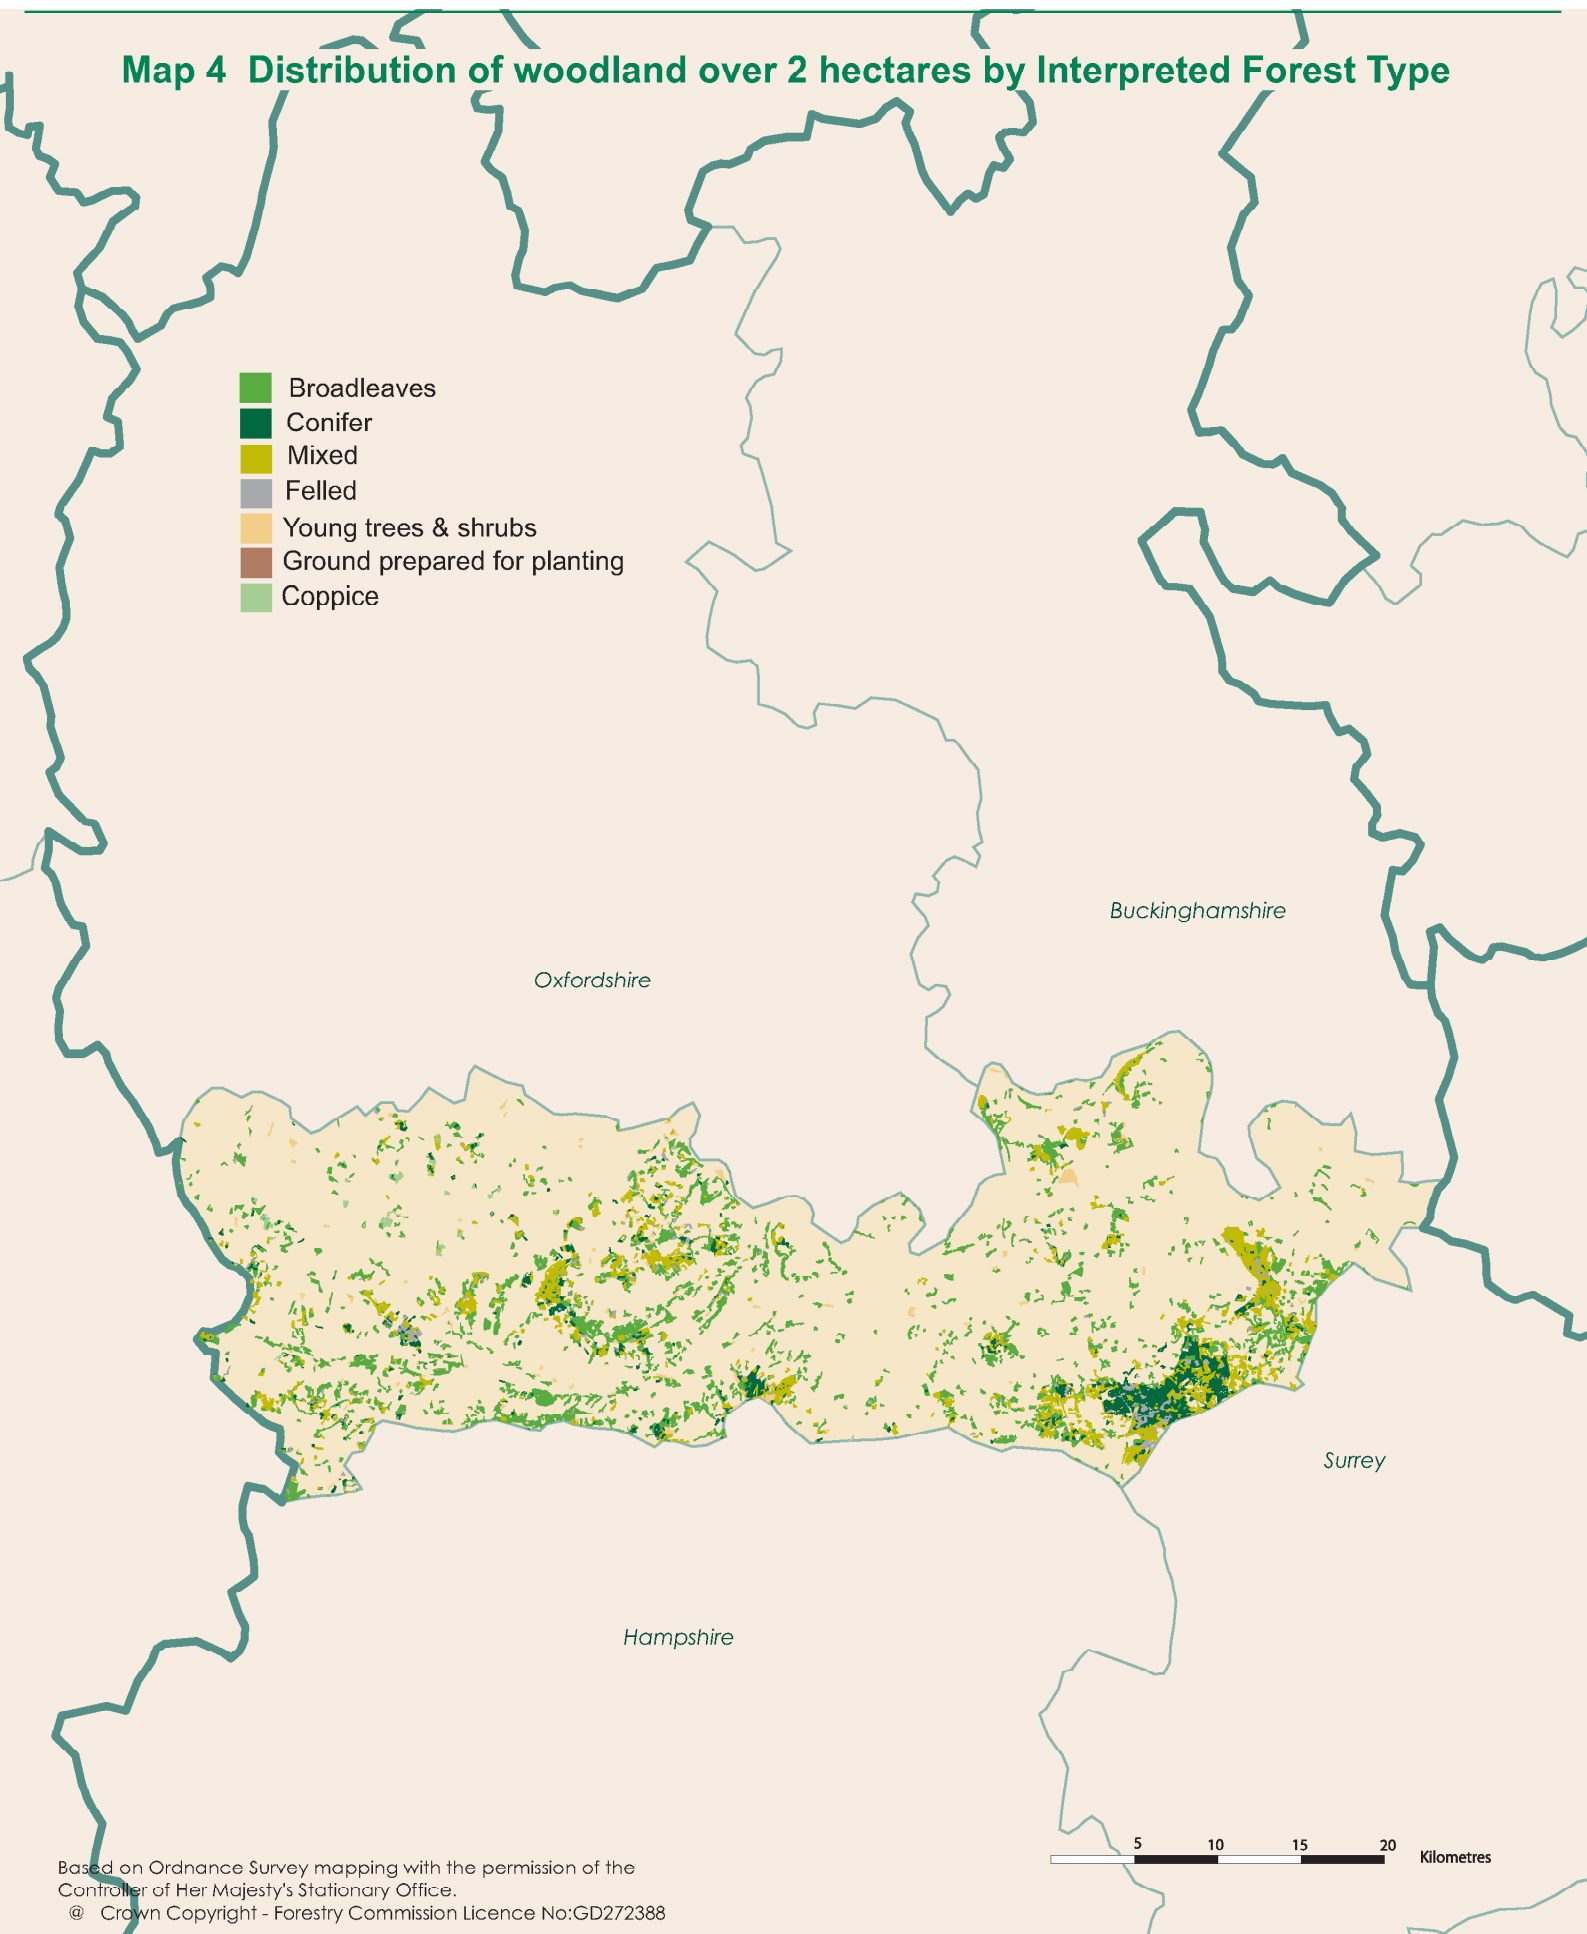 Map 4  Distribution of woodland over 2 hectares by Interpreted Forest Type
Broadleaves
Conifer
Mixed
Felled
Young trees & shrubs
Ground prepared for planting
Coppice
Buckinghamshire
Oxfordshire
Surrey
Hampshire
5 10 15 20
Kilometres
Based on Ordnance Survey mapping with the permission of the
Controller of Her Majesty's Stationary Office.
@ Crown Copyright - Forestry Commission Licence No:GD272388